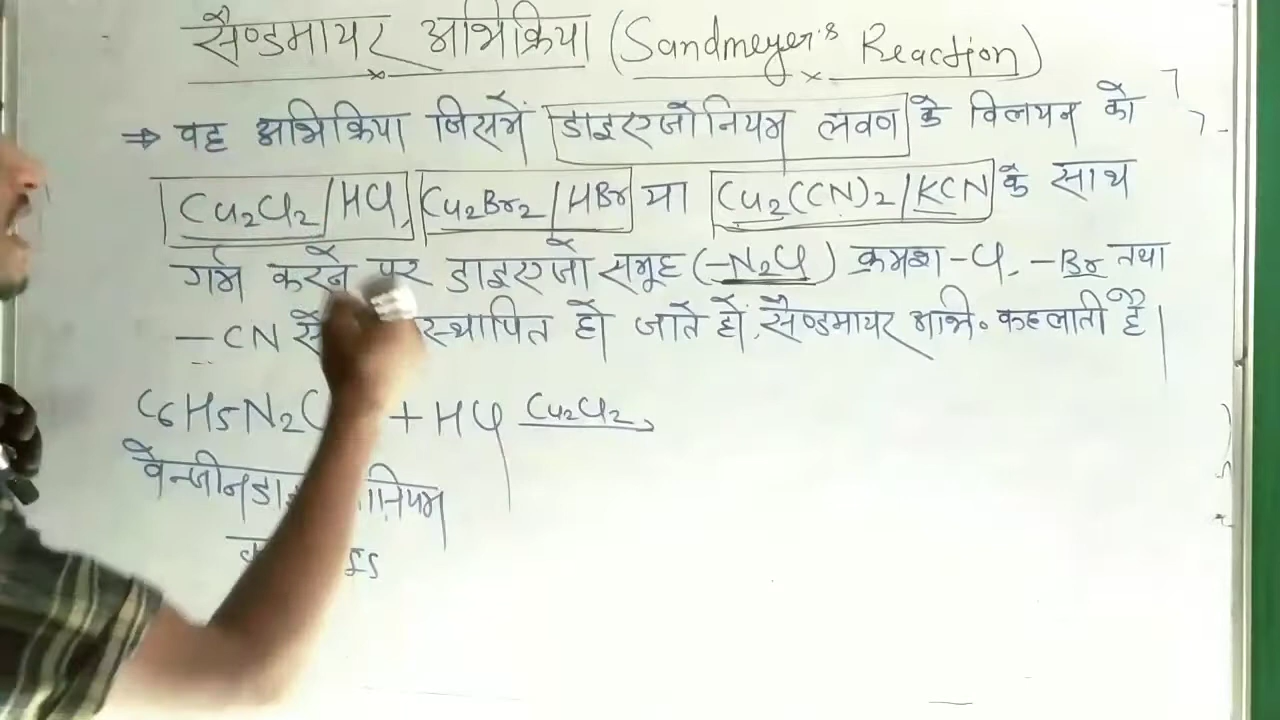 सैण्डमायर अभिक्रिया (Sandmeyer's Reaction)
⇒ वह अभिक्रिया जिसमें डाइएजोनियम लवण के विलयन को
Cu2Cl2/HCl, Cu2Br2/HBr या Cu2(CN)2/KCN के साथ
गर्म करने पर डाइएजो समूह (-N2Cl) क्रमश -Cl, -Br तथा
-CN से स्थापित हो जाते हो, सैण्डमायर अभि॰ कहलाती है।
C6H5N2C + HCl Cu2Cl2
वेन्जीनडा नियम